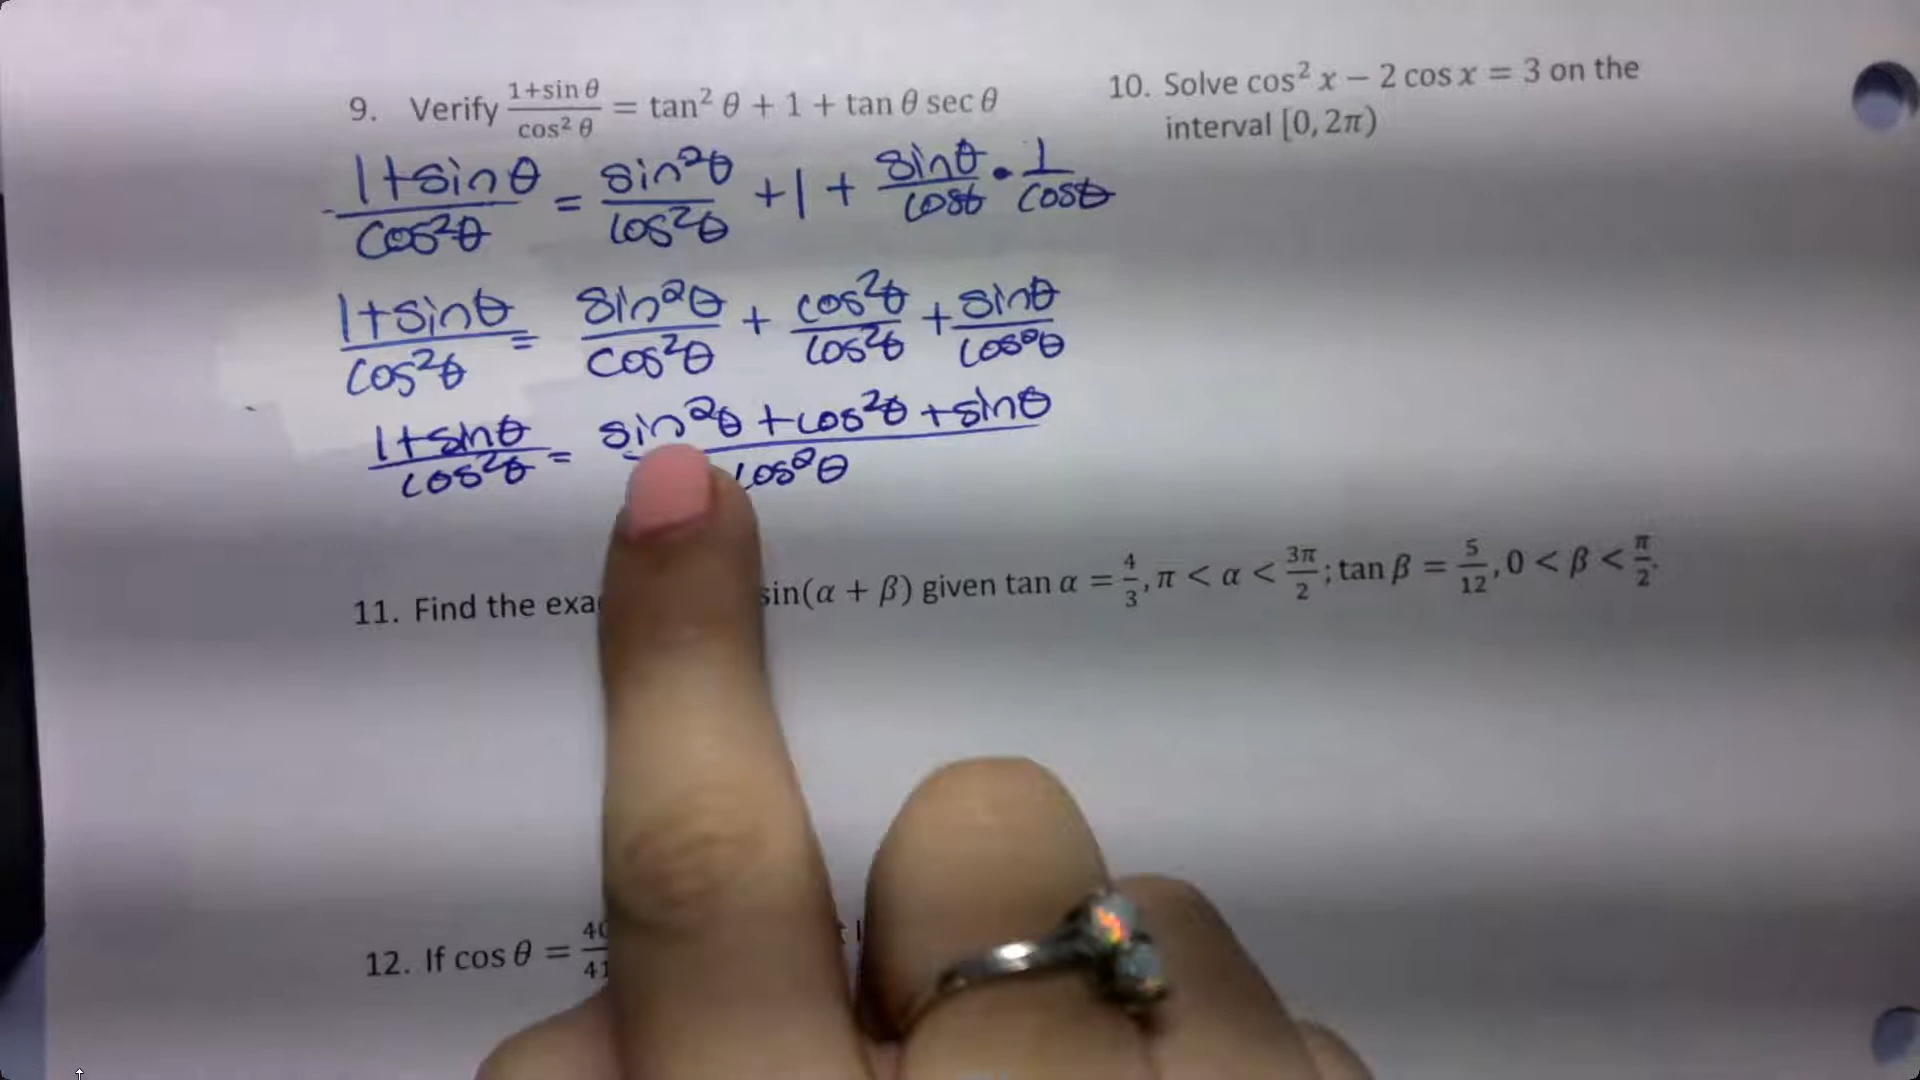 9. Verify (1+sin θ)/(cos² θ) = tan² θ + 1 + tan θ sec θ
(1+sinθ)/(cos²θ) = (sin²θ)/(cos²θ) + 1 + (sinθ)/(cosθ) • 1/(cosθ)
(1+sinθ)/(cos²θ) = (sin²θ)/(cos²θ) + (cos²θ)/(cos²θ) + (sinθ)/(cos²θ)
(1+sinθ)/(cos²θ) = (sin²θ + cos²θ + sinθ)/(cos²θ)
10. Solve cos² x − 2 cos x = 3 on the
interval [0, 2π)
11. Find the sin(α + β) given tan α = 4/3, π < α < 3π/2; tan β = 5/12, 0 < β < π/2.
12. If cos θ =